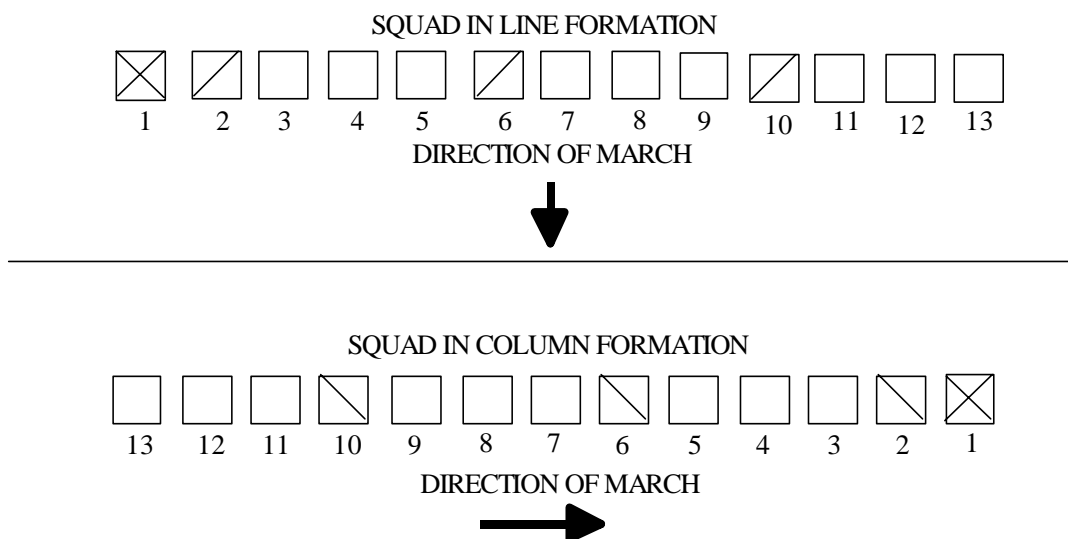 SQUAD IN LINE FORMATION
1 2 3 4 5 6 7 8 9 10 11 12 13
DIRECTION OF MARCH
SQUAD IN COLUMN FORMATION
13 12 11 10 9 8 7 6 5 4 3 2 1
DIRECTION OF MARCH